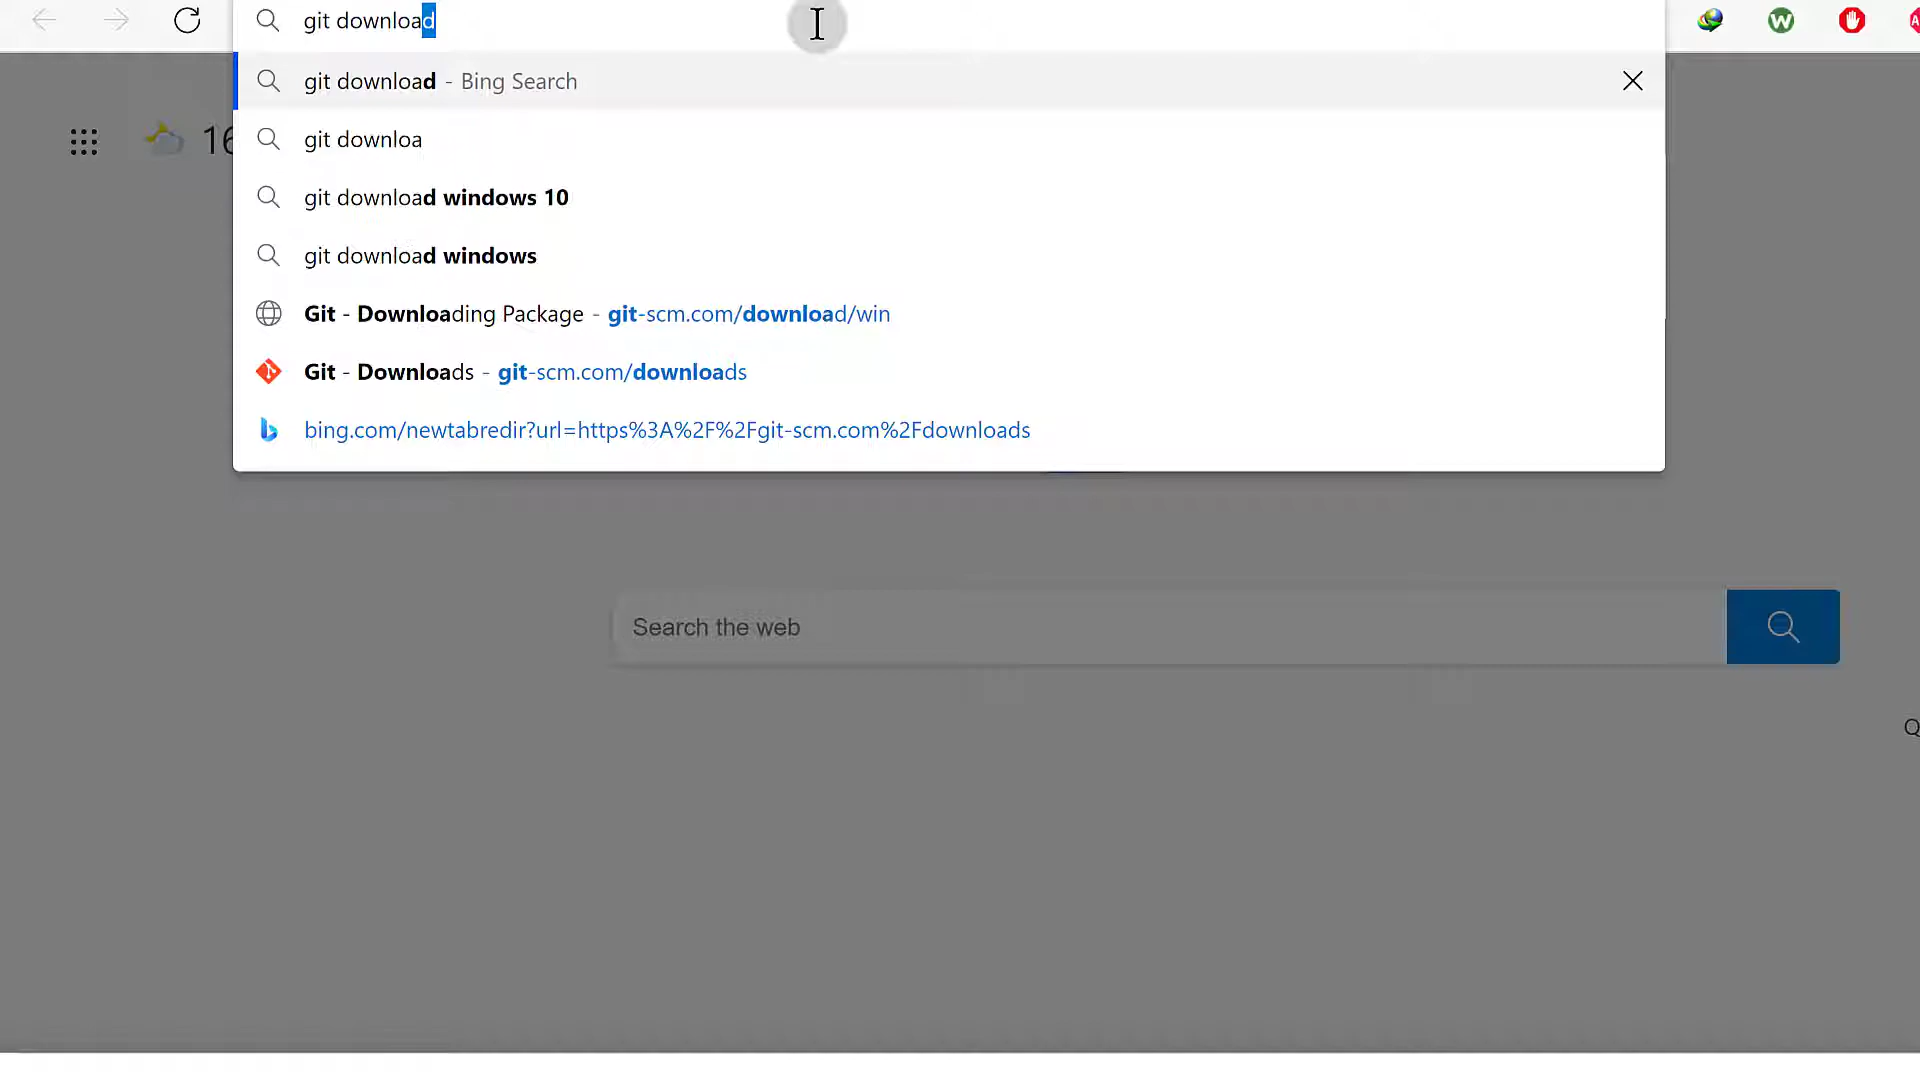 git download
git download - Bing Search
16
git downloa
git download windows 10
git download windows
Git - Downloading Package - git-scm.com/download/win
Git - Downloads - git-scm.com/downloads
bing.com/newtabredir?url=https%3A%2F%2Fgit-scm.com%2Fdownloads
Search the web